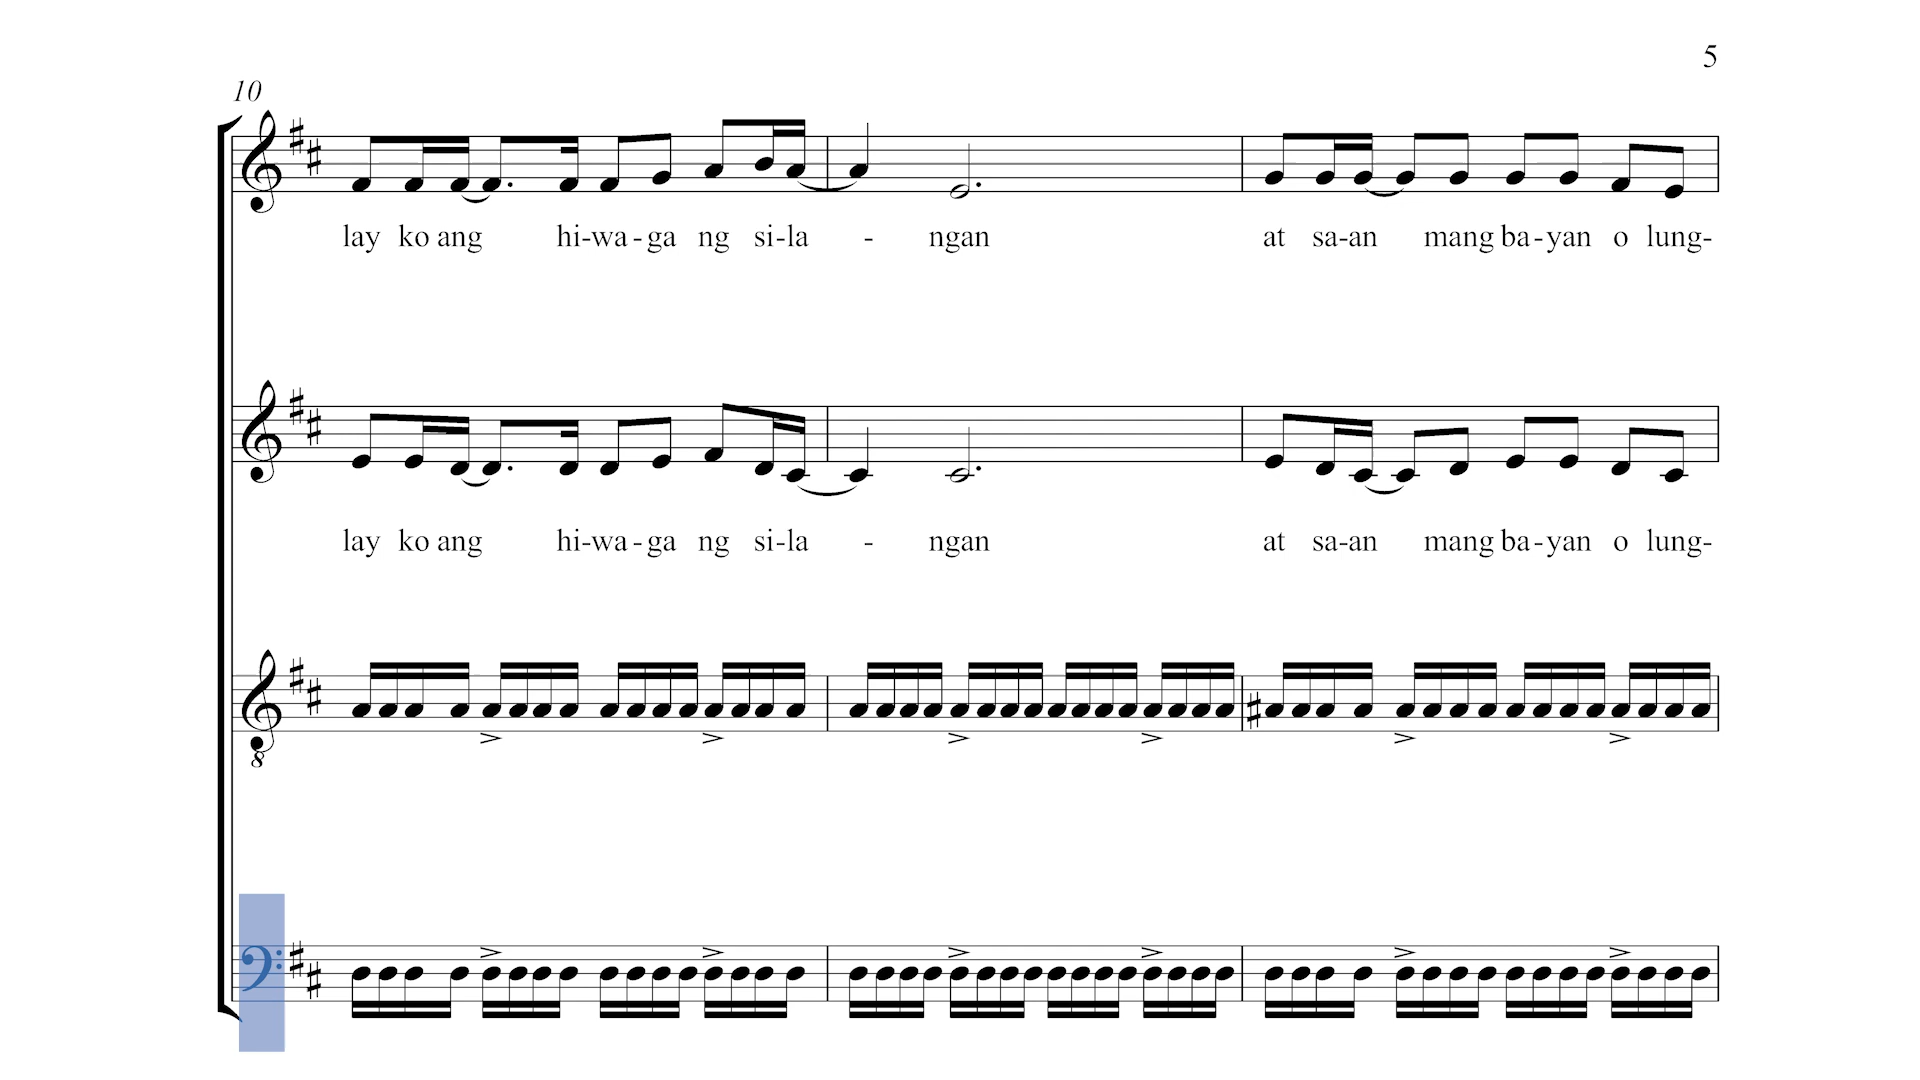 5
10
lay ko ang hi-wa-ga ng si-la - ngan at sa-an mang ba-yan o lung-
lay ko ang hi-wa-ga ng si-la - ngan at sa-an mang ba-yan o lung-
8